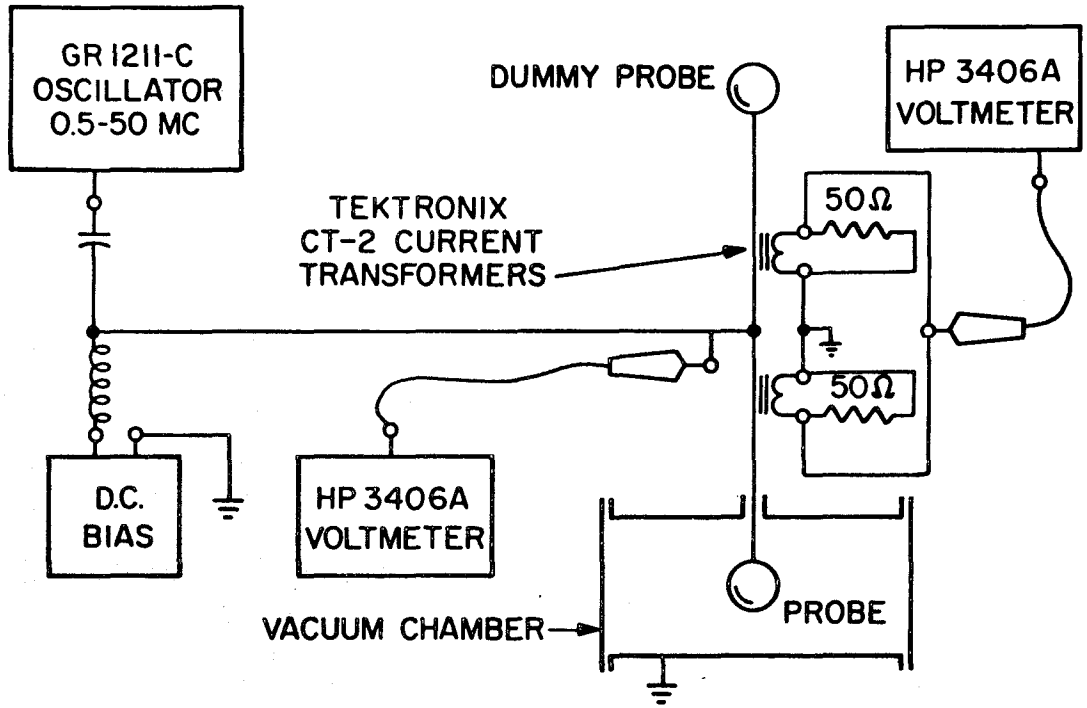 GR 1211-C
OSCILLATOR
0.5-50 MC
DUMMY PROBE
HP 3406A
VOLTMETER
TEKTRONIX
CT-2 CURRENT
TRANSFORMERS
50Ω
50Ω
D.C.
BIAS
HP 3406A
VOLTMETER
VACUUM CHAMBER
PROBE